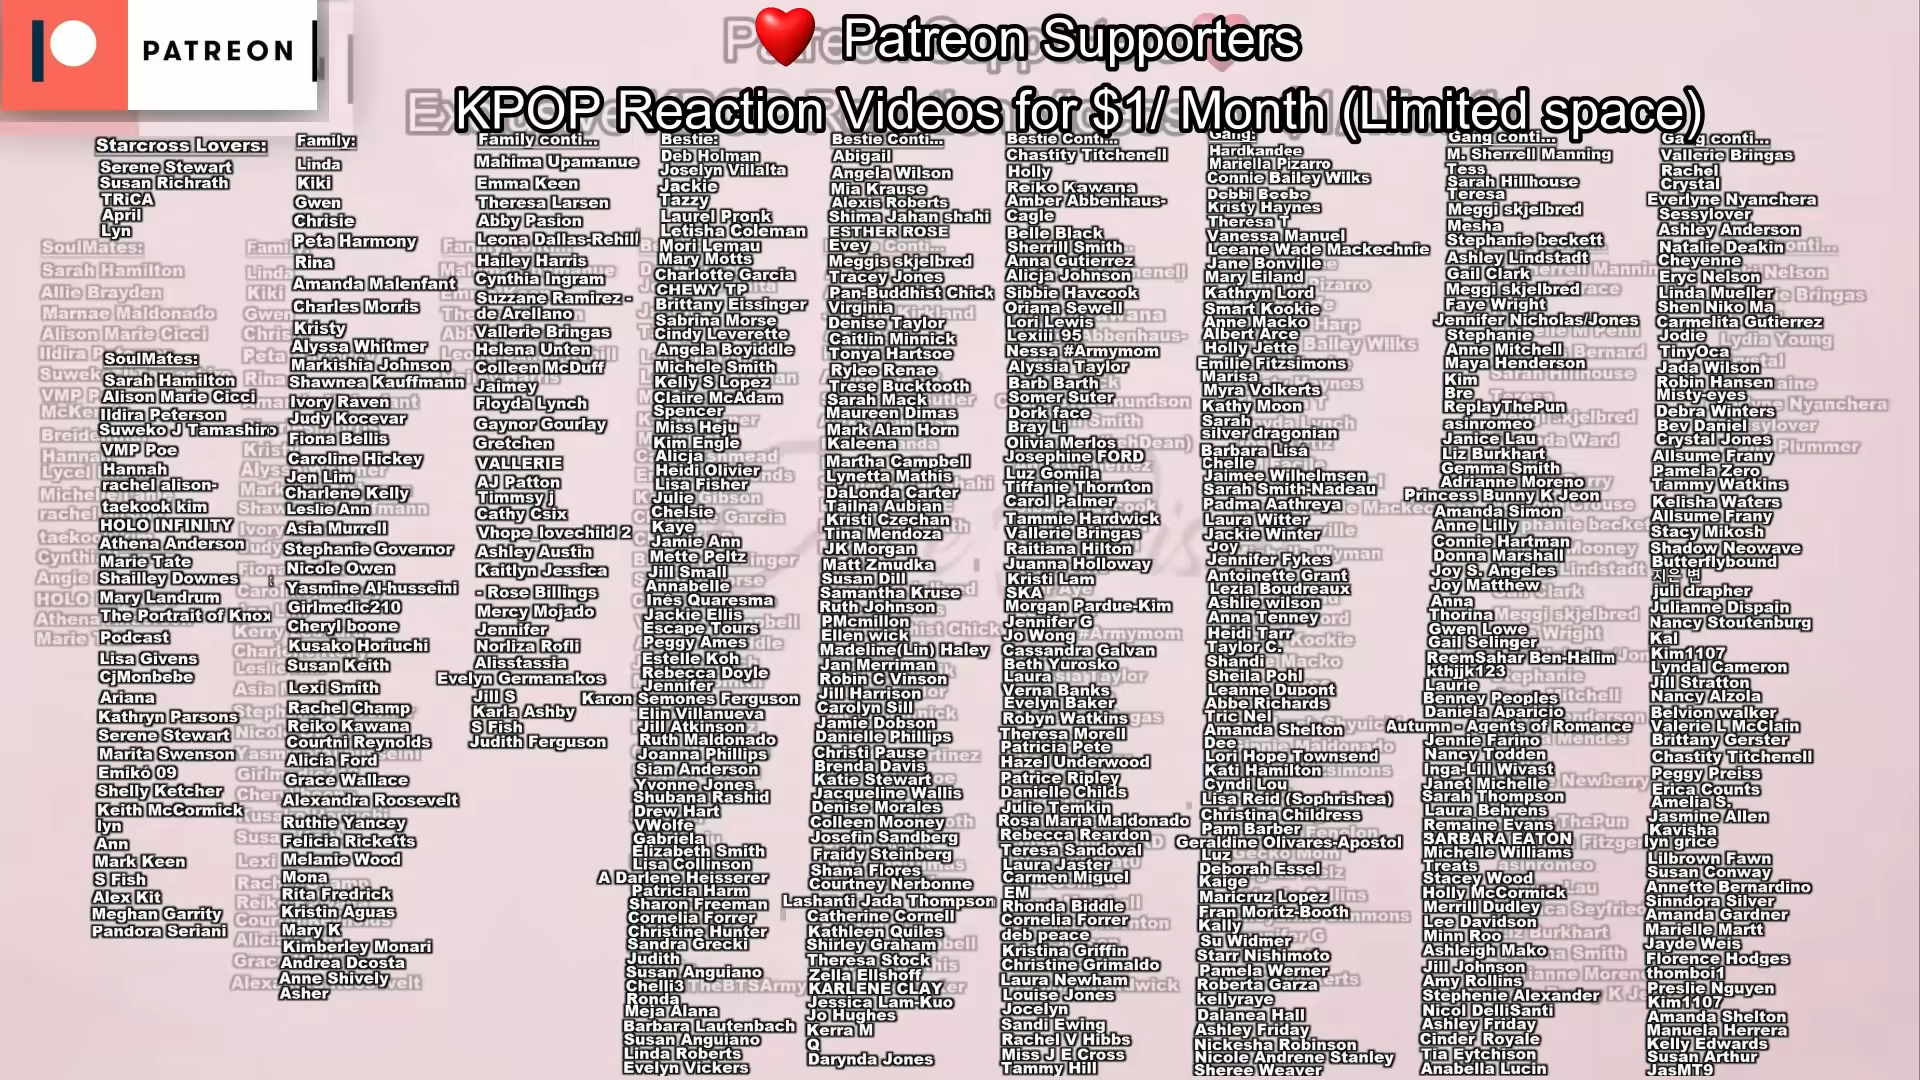 PATREON
❤ Patreon Supporters
KPOP Reaction Videos for $1/ Month (Limited space)
Starcross Lovers:
Serene Stewart
Susan Richrath
TRiCA
April
Lyn
SoulMates:
Sarah Hamilton
Alison Marie Cicci
Ildira Peterson
Suweko J Tamashiro
VMP Poe
Hannah
rachel alison-
taekook kim
HOLO INFINITY
Athena Anderson
Marie Tate
Shailley Downes
Mary Landrum
The Portrait of Knox
Podcast
Lisa Givens
CjMonbebe
Ariana
Kathryn Parsons
Serene Stewart
Marita Swenson
Emikó 09
Shelly Ketcher
Keith McCormick
lyn
Ann
Mark Keen
S Fish
Alex Kit
Meghan Garrity
Pandora Seriani
Family:
Linda
Kiki
Gwen
Chrisie
Peta Harmony
Rina
Amanda Malenfant
Charles Morris
Kristy
Alyssa Whitmer
Markishia Johnson
Shawnea Kauffmann
Ivory Raven
Judy Kocevar
Fiona Bellis
Caroline Hickey
Jen Lim
Charlene Kelly
Leslie Ann
Asia Murrell
Stephanie Governor
Nicole Owen
Yasmine Al-husseini
Girlmedic210
Cheryl boone
Kusako Horiuchi
Susan Keith
Lexi Smith
Rachel Champ
Reiko Kawana
Courtni Reynolds
Alicia Ford
Grace Wallace
Alexandra Roosevelt
Ruthie Yancey
Felicia Ricketts
Melanie Wood
Mona
Rita Fredrick
Kristin Aguas
Mary K
Kimberley Monari
Andrea Dcosta
Anne Shively
Asher
Family conti...
Mahima Upamanue
Emma Keen
Theresa Larsen
Abby Pasion
Leona Dallas-Rehill
Hailey Harris
Cynthia Ingram
Suzzane Ramirez -
de Arellano
Vallerie Bringas
Helena Unten
Colleen McDuff
Jaimey
Floyda Lynch
Gaynor Gourlay
Gretchen
VALLERIE
AJ Patton
Timmsy j
Cathy Csix
Vhope_lovechild 2
Ashley Austin
Kaitlyn Jessica
- Rose Billings
Mercy Mojado
Jennifer
Norliza Rofli
Alisstassia
Evelyn Germanakos
Jill S
Karla Ashby
S Fish
Judith Ferguson
Bestie:
Deb Holman
Joselyn Villalta
Jackie
Tazzy
Laurel Pronk
Letisha Coleman
Mori Lemau
Mary Motts
Charlotte Garcia
CHEWY TP
Brittany Eissinger
Sabrina Morse
Cindy Leverette
Angela Boyiddle
Michele Smith
Kelly S Lopez
Claire McAdam
Spencer
Miss Heju
Kim Engle
Alicja
Heidi Olivier
Lisa Fisher
Julie
Chelsie
Kaye
Jamie Ann
Mette Peltz
Jill Small
Annabelle
Inês Quaresma
Jackie Ellis
Escape Tours
Peggy Ames
Estelle Koh
Rebecca Doyle
Jennifer
Karon Semones Ferguson
Elin Villanueva
Jill Atkinson
Ruth Maldonado
Joanna Phillips
Sian Anderson
Yvonne Jones
Shubana Rashid
Drew Hart
VWolfe
Gabriela
Elizabeth Smith
Lisa Collinson
A Darlene Heisserer
Patricia Harm
Sharon Freeman
Cornelia Forrer
Christine Hunter
Sandra Grecki
Judith
Susan Anguiano
Chelli3
Ronda
Meja Alana
Barbara Lautenbach
Susan Anguiano
Linda Roberts
Evelyn Vickers
Bestie Conti...
Abigail
Angela Wilson
Mia Krause
Alexis Roberts
Shima Jahan shahi
ESTHER ROSE
Evey
Meggis skjelbred
Tracey Jones
Pan-Buddhist Chick
Virginia
Denise Taylor
Caitlin Minnick
Tonya Hartsoe
Rylee Renae
Trese Bucktooth
Sarah Mack
Maureen Dimas
Mark Alan Horn
Kaleena
Martha Campbell
Lynetta Mathis
DaLonda Carter
Tailna Aubian
Kristi Czechan
Tina Mendoza
JK Morgan
Matt Zmudka
Susan Dill
Samantha Kruse
Ruth Johnson
PMcmillon
Ellen wick
Madeline(Lin) Haley
Jan Merriman
Robin C Vinson
Jill Harrison
Carolyn Sill
Jamie Dobson
Danielle Phillips
Christi Pause
Brenda Davis
Katie Stewart
Jacqueline Wallis
Denise Morales
Colleen Mooney
Josefin Sandberg
Fraidy Steinberg
Shana Flores
Courtney Nerbonne
Lashanti Jada Thompson
Catherine Cornell
Kathleen Quiles
Shirley Graham
Theresa Stock
Zella Ellshoff
KARLENE CLAY
Jessica Lam-Kuo
Jo Hughes
Kerra M
Q
Darynda Jones
Bestie Conti...
Chastity Titchenell
Holly
Reiko Kawana
Amber Abbenhaus-
Cagle
Belle Black
Sherrill Smith
Anna Gutierrez
Alicja Johnson
Sibbie Havcook
Oriana Sewell
Lori Lewis
Lexiii 95
Nessa #Armymom
Alyssia Taylor
Barb Barth
Somer Suter
Dork face
Bray Li
Olivia Merlos
Josephine FORD
Luz Gomila
Tiffanie Thornton
Carol Palmer
Tammie Hardwick
Vallerie Bringas
Raitiana Hilton
Juanna Holloway
Kristi Lam
SKA
Morgan Pardue-Kim
Jennifer G
Jo Wong
Cassandra Galvan
Beth Yurosko
Laura
Verna Banks
Evelyn Baker
Robyn Watkins
Theresa Morell
Patricia Pete
Hazel Underwood
Patrice Ripley
Danielle Childs
Julie Temkin
Rosa Maria Maldonado
Rebecca Reardon
Teresa Sandoval
Laura Jaster
Carmen Miguel
EM
Rhonda Biddle
Cornelia Forrer
deb peace
Kristina Griffin
Christine Grimaldo
Laura Newham
Louise Jones
Jocelyn
Sandi Ewing
Rachel V Hibbs
Miss J E Cross
Tammy Hill
Gang:
Hardkandee
Mariella Pizarro
Connie Bailey Wilks
Debbi Beebe
Kristy Haynes
Theresa T
Vanessa Manuel
Leeann Wade Mackechnie
Jane Bonville
Mary Eiland
Kathryn Lord
Smart Kookie
Anne Macko
Albert Arce
Holly Jette
Emilie Fitzsimons
Marisa
Myra Volkerts
Kathy Moon
Sarah
silver dragonian
Barbara Lisá
Chelle
Jaimee Wilhelmsen
Sarah Smith-Nadeau
Padma Aathreya
Laura Witter
Jackie Winter
Joy
Jennifer Fykes
Antoinette Grant
Lezia Boudreaux
Ashlie wilson
Anna Tenney
Heidi Tarr
Taylor C.
Shandi
Sheila Pohl
Leanne Dupont
Abbe Richards
Tric Nel
Amanda Shelton
Dee
Lori Hope Townsend
Kati Hamilton
Cyndi Lou
Lisa Reid (Sophrishea)
Christina Childress
Pam Barber
Geraldine Olivares-Apostol
Luz
Deborah Essel
Kaige
Maricruz Lopez
Fran Moritz-Booth
Kally
Su Widmer
Starr Nishimoto
Pamela Werner
Roberta Garza
kellyraye
Dalanea Hall
Ashley Friday
Nickesha Robinson
Nicole Andrene Stanley
Sheree Weaver
Gang conti...
M. Sherrell Manning
Tess
Sarah Hillhouse
Teresa
Meggi skjelbred
Mesha
Stephanie beckett
Ashley Lindstadt
Gail Clark
Meggi skjelbred
Faye Wright
Jennifer Nicholas/Jones
Stephanie
Anne Mitchell
Maya Henderson
Kim
Bre
ReplayThePun
asinromeo
Janice Lau
Liz Burkhart
Gemma Smith
Adrianne Moreno
Princess Bunny K Jeon
Amanda Simon
Anne Lilly
Connie Hartman
Donna Marshall
Joy S. Angeles
Joy Matthew
Anna
Thorina
Gwen Lowe
Gail Selinger
ReemSahar Ben-Halim
kthjjk123
Laurie
Benney Peoples
Daniela Aparicio
Autumn - Agents of Romance
Jennie Farino
Nancy Todden
Inga-Lill Wivast
Janet Michelle
Sarah Thompson
Laura Behrens
Remaine Evans
BARBARA EATON
Michelle Williams
Treats
Stacey Wood
Holly McCormick
Merrill Dudley
Lee Davidson
Minn Roo
Ashleigh Mako
Jill Johnson
Amy Rollins
Stephenie Alexander
Nicol DelliSanti
Ashley Friday
Cinder Royale
Tia Eytchison
Anabella Lucin
Gang conti...
Vallerie Bringas
Rachel
Crystal
Everlyne Nyanchera
Sessylover
Ashley Anderson
Natalie Deakin
Cheyenne
Eryc Nelson
Linda Mueller
Shen Niko Ma
Carmelita Gutierrez
Jodie
TinyOca
Jada Wilson
Robin Hansen
Misty-eyes
Debra Winters
Bev Daniel
Crystal Jones
Allsume Frany
Pamela Zero
Tammy Watkins
Kelisha Waters
Allsume Frany
Stacy Mikosh
Shadow Neowave
Butterflybound
지은 변
juli drapher
Julianne Dispain
Nancy Stoutenburg
Kal
Kim1107
Lyndal Cameron
Jill Stratton
Nancy Alzola
Belvion walker
Valerie L McClain
Brittany Gerster
Chastity Titchenell
Peggy Preiss
Erica Counts
Amelia S.
Jasmine Allen
Kavisha
lyn grice
Lilbrown Fawn
Susan Conway
Annette Bernardino
Sinndora Silver
Amanda Gardner
Marielle Martt
Jayde Weis
Florence Hodges
thomboi1
Preslie Nguyen
Kim1107
Amanda Shelton
Manuela Herrera
Kelly Edwards
Susan Arthur
JasMT9